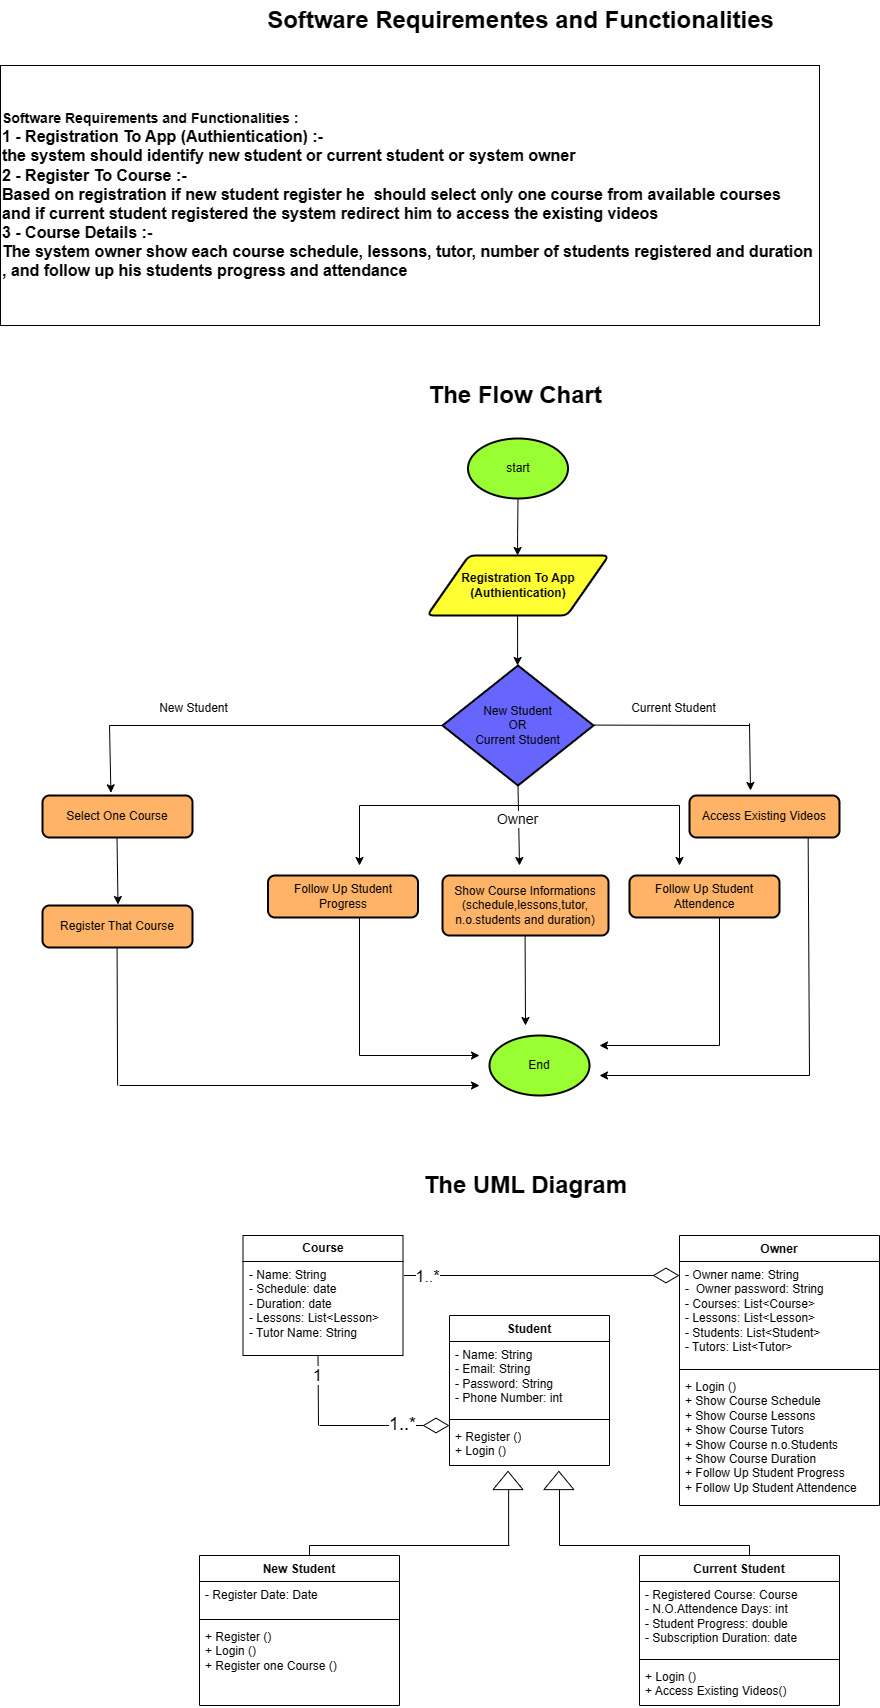 Software Requirementes and Functionalities
Software Requirements and Functionalities :
1 - Registration To App (Authientication) :-
the system should identify new student or current student or system owner
2 - Register To Course :-
Based on registration if new student register he  should select only one course from available courses
and if current student registered the system redirect him to access the existing videos
3 - Course Details :-
The system owner show each course schedule, lessons, tutor, number of students registered and duration
, and follow up his students progress and attendance
The Flow Chart
start
Registration To App
(Authientication)
New Student
OR
Current Student
New Student
Current Student
Owner
Select One Course
Access Existing Videos
Follow Up Student
Progress
Show Course Informations
(schedule,lessons,tutor,
n.o.students and duration)
Follow Up Student
Attendence
Register That Course
End
The UML Diagram
Course
- Name: String
- Schedule: date
- Duration: date
- Lessons: List<Lesson>
- Tutor Name: String
1..*
Owner
- Owner name: String
-  Owner password: String
- Courses: List<Course>
- Lessons: List<Lesson>
- Students: List<Student>
- Tutors: List<Tutor>
+ Login ()
+ Show Course Schedule
+ Show Course Lessons
+ Show Course Tutors
+ Show Course n.o.Students
+ Show Course Duration
+ Follow Up Student Progress
+ Follow Up Student Attendence
Student
- Name: String
- Email: String
- Password: String
- Phone Number: int
+ Register ()
+ Login ()
1
1..*
New Student
- Register Date: Date
+ Register ()
+ Login ()
+ Register one Course ()
Current Student
- Registered Course: Course
- N.O.Attendence Days: int
- Student Progress: double
- Subscription Duration: date
+ Login ()
+ Access Existing Videos()